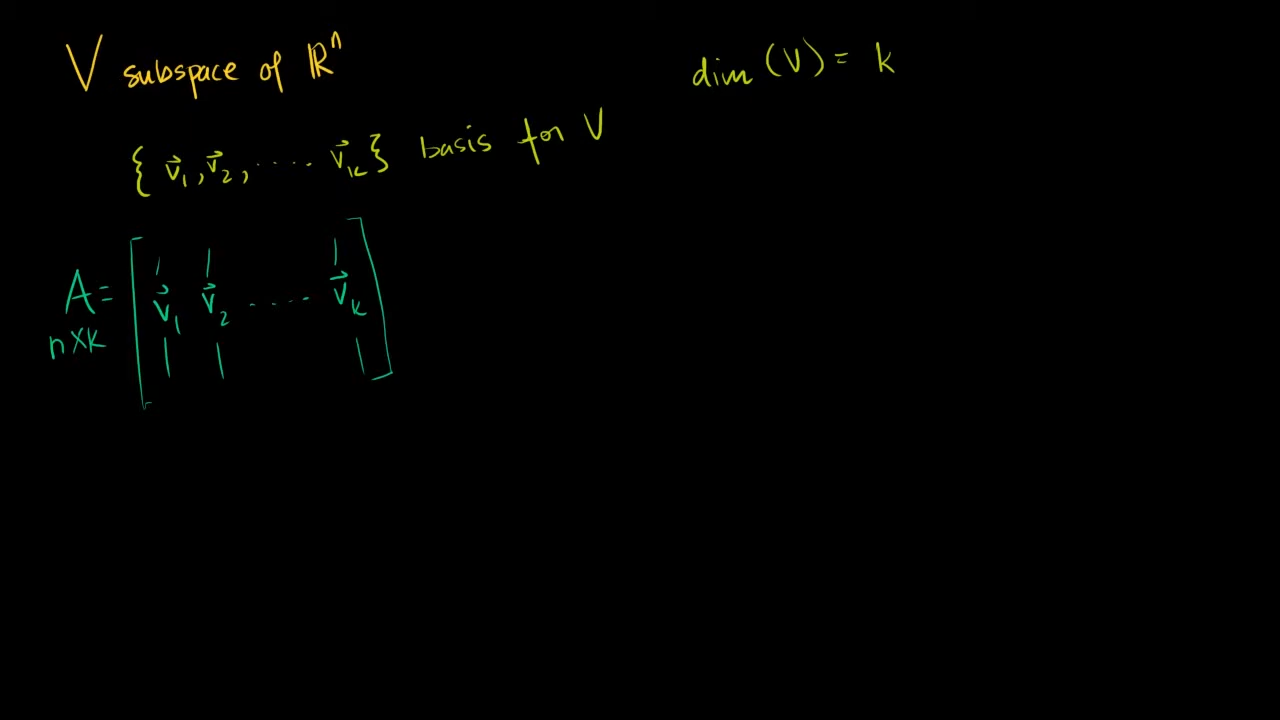 V subspace of ℝⁿ
dim (V) = k
{ v⃗₁, v⃗₂, ..... v⃗ₖ } basis for V
A = [ v⃗₁ v⃗₂ ..... v⃗ₖ ]
n×k